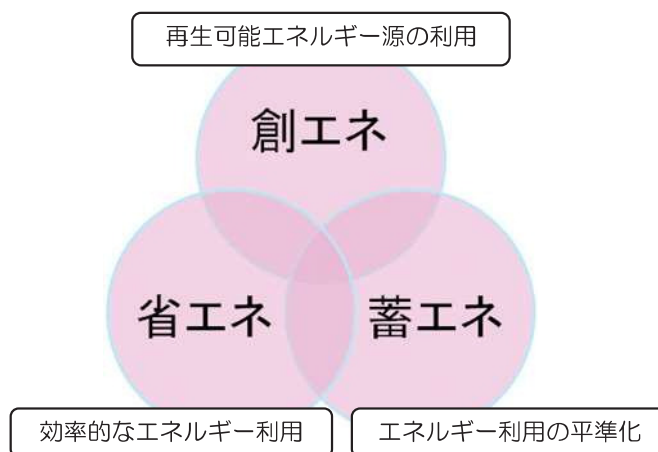 再生可能エネルギー源の利用
創エネ
省エネ
蓄エネ
効率的なエネルギー利用
エネルギー利用の平準化